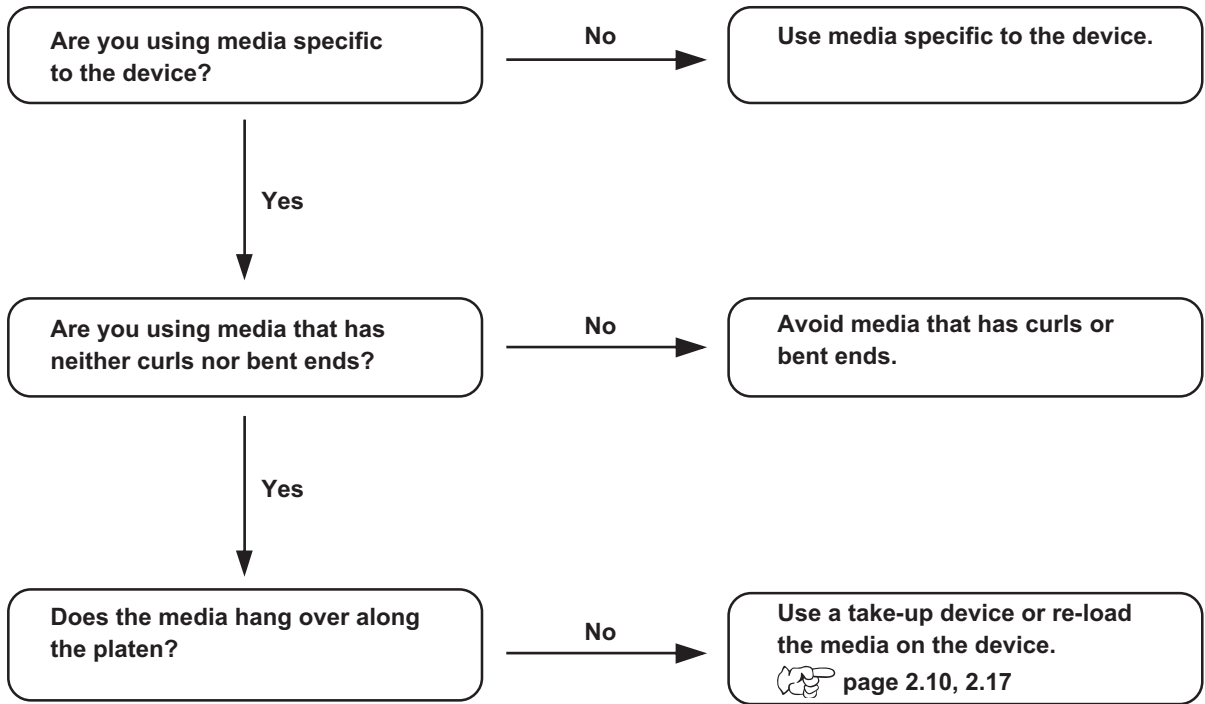 Are you using media specific
to the device?
No
Use media specific to the device.
Yes
Are you using media that has
neither curls nor bent ends?
No
Avoid media that has curls or
bent ends.
Yes
Does the media hang over along
the platen?
No
Use a take-up device or re-load
the media on the device.
page 2.10, 2.17